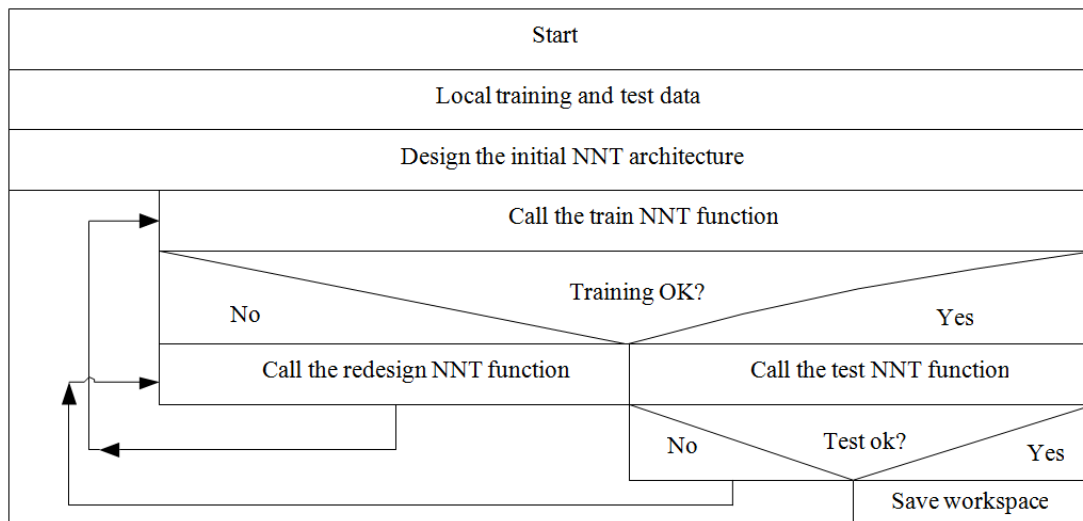 Start
Local training and test data
Design the initial NNT architecture
Call the train NNT function
Training OK?
No
Yes
Call the redesign NNT function
Call the test NNT function
No
Test ok?
Yes
Save workspace